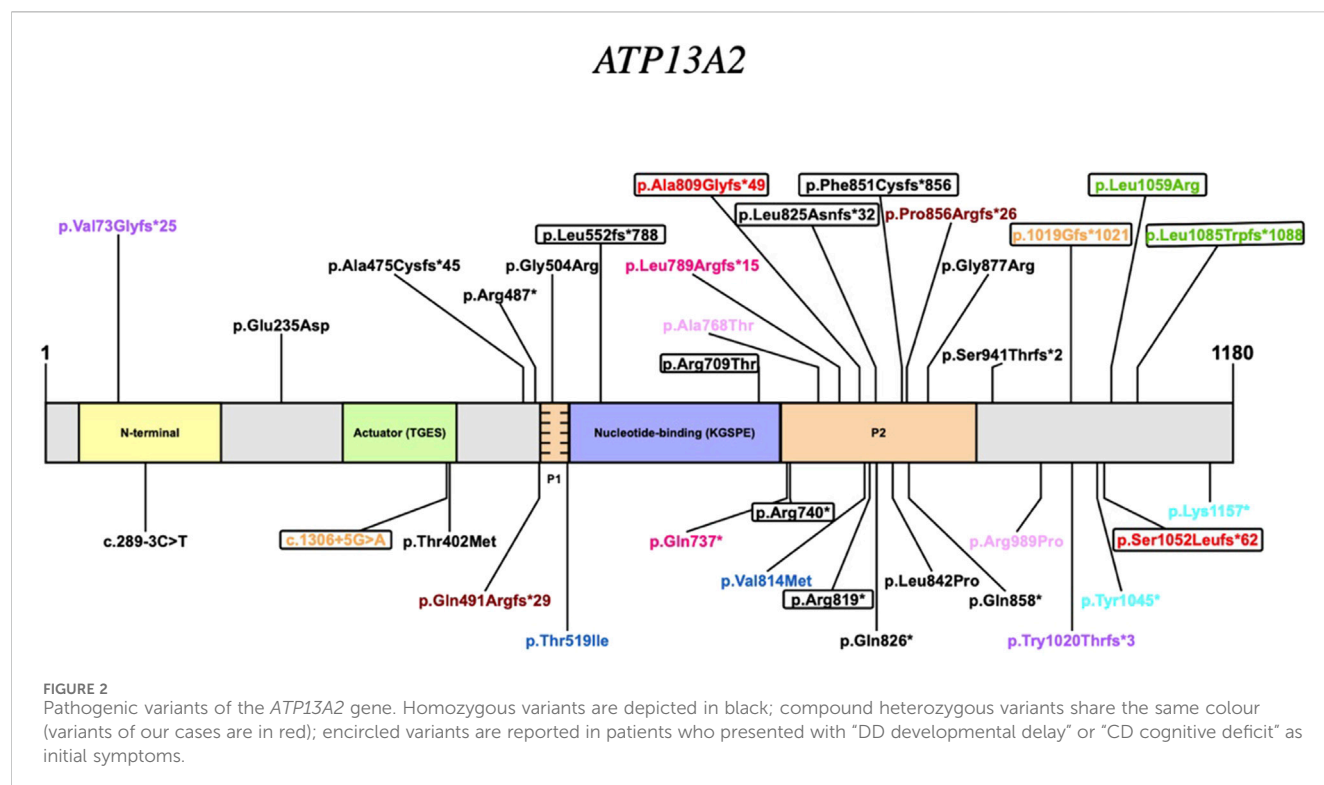 ATP13A2
p.Ala809Glyfs*49
p.Phe851Cysfs*856
p.Leu1059Arg
p.Leu825Asnfs*32
p.Pro856Argfs*26
p.Val73Glyfs*25
p.Leu552fs*788
p.1019Gfs*1021
p.Leu1085Trpfs*1088
p.Ala475Cysfs*45
p.Gly504Arg
p.Leu789Argfs*15
p.Gly877Arg
p.Arg487*
p.Glu235Asp
p.Ala768Thr
p.Arg709Thr
p.Ser941Thrfs*2
1
1180
N-terminal
Actuator (TGES)
Nucleotide-binding (KGSPE)
P2
P1
c.289-3C>T
c.1306+5G>A
p.Thr402Met
p.Gln737*
p.Arg740*
p.Arg989Pro
p.Lys1157*
p.Ser1052Leufs*62
p.Val814Met
p.Leu842Pro
p.Gln491Argfs*29
p.Arg819*
p.Gln858*
p.Tyr1045*
p.Thr519Ile
p.Gln826*
p.Try1020Thrfs*3
FIGURE 2
Pathogenic variants of the ATP13A2 gene. Homozygous variants are depicted in black; compound heterozygous variants share the same colour
(variants of our cases are in red); encircled variants are reported in patients who presented with “DD developmental delay” or “CD cognitive deficit” as
initial symptoms.